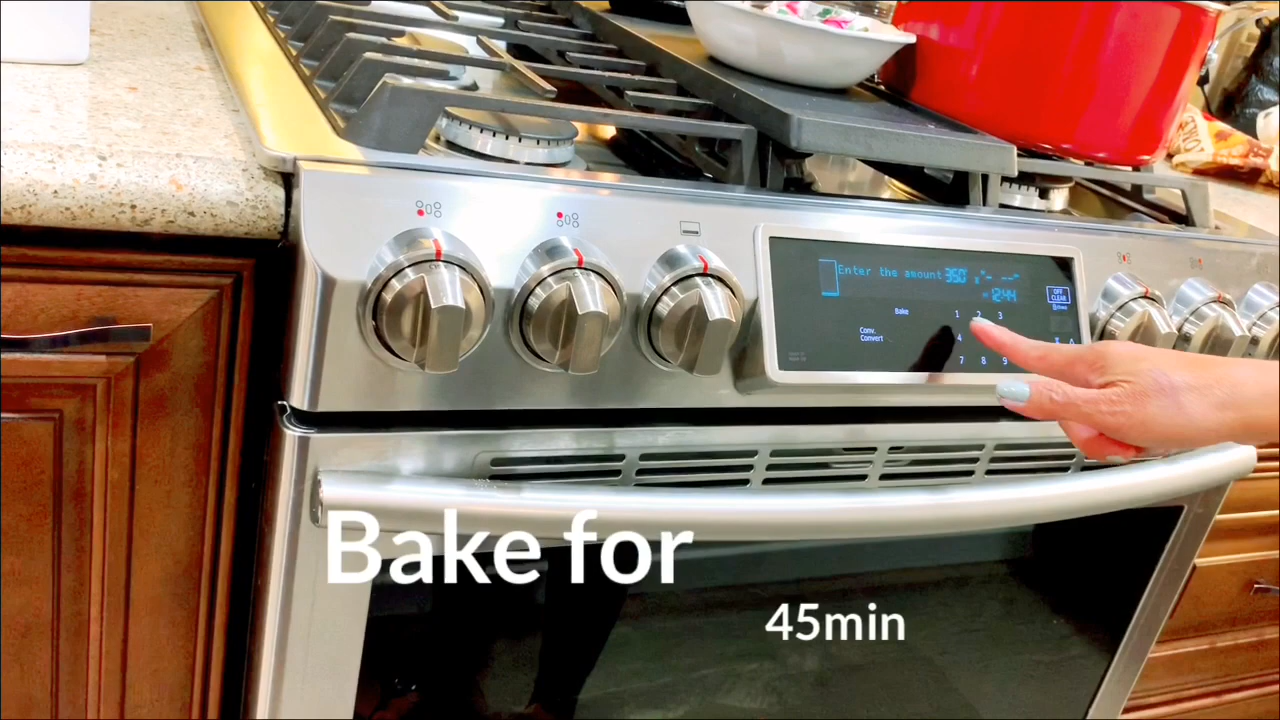 Enter the amount 350°
12:44
OFF
CLEAR
Bake
1 2 3
Conv.
Convert
4
7 8 9
Bake for
45min